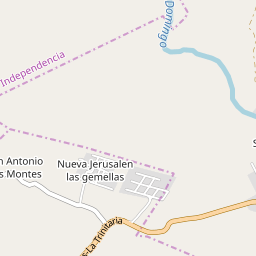 Domingo
Independencia
Nueva Jerusalen
las gemellas
Antonio
Montes
La Trinitaria